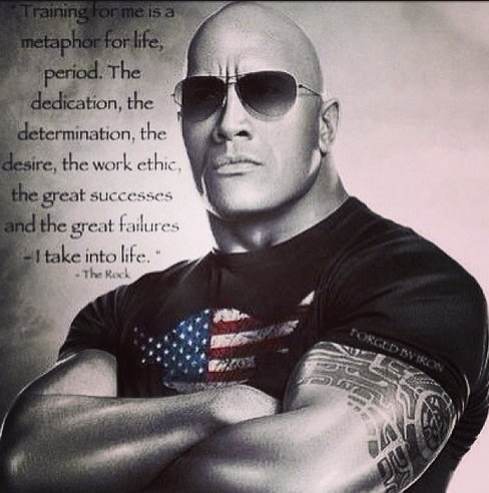 "Training for me is a
metaphor for life,
period. The
dedication, the
determination, the
desire, the work ethic,
the great successes
and the great failures
-I take into life. "
- The Rock
FORGED BY IRON